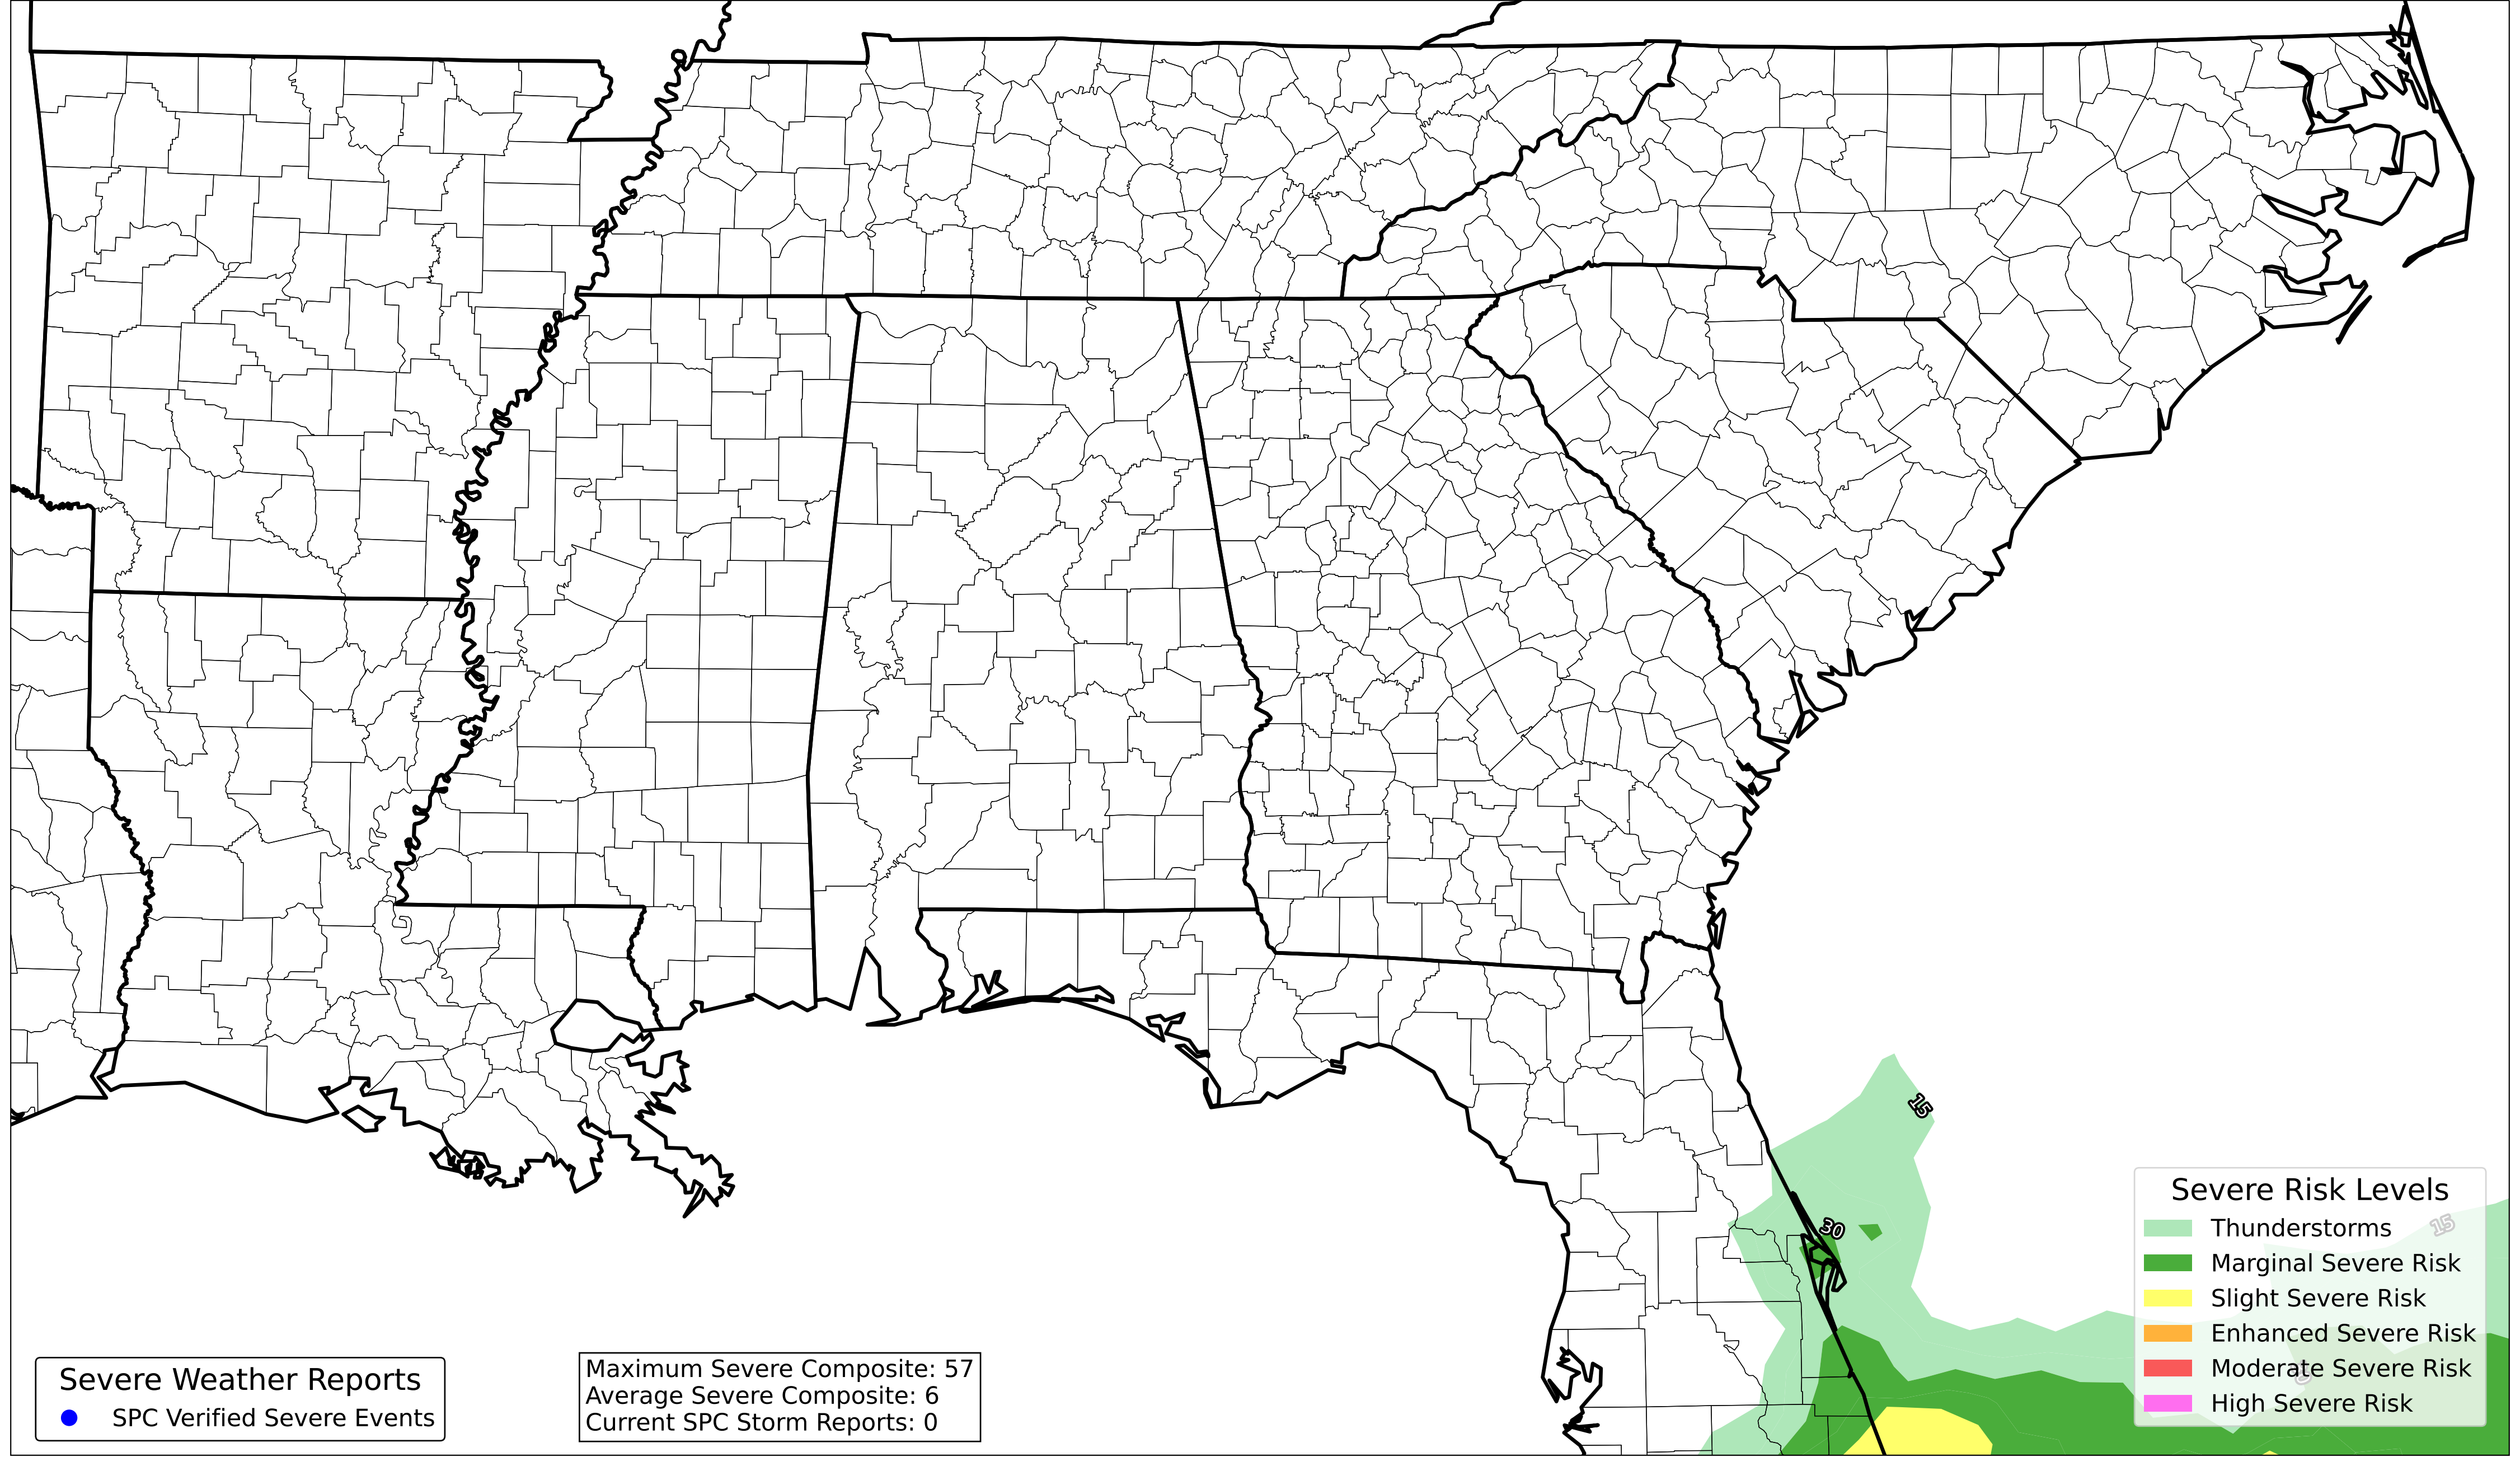 15
30
15
Severe Risk Levels
Thunderstorms
Marginal Severe Risk
Slight Severe Risk
Enhanced Severe Risk
Moderate Severe Risk
High Severe Risk
Severe Weather Reports
SPC Verified Severe Events
Maximum Severe Composite: 57
Average Severe Composite: 6
Current SPC Storm Reports: 0